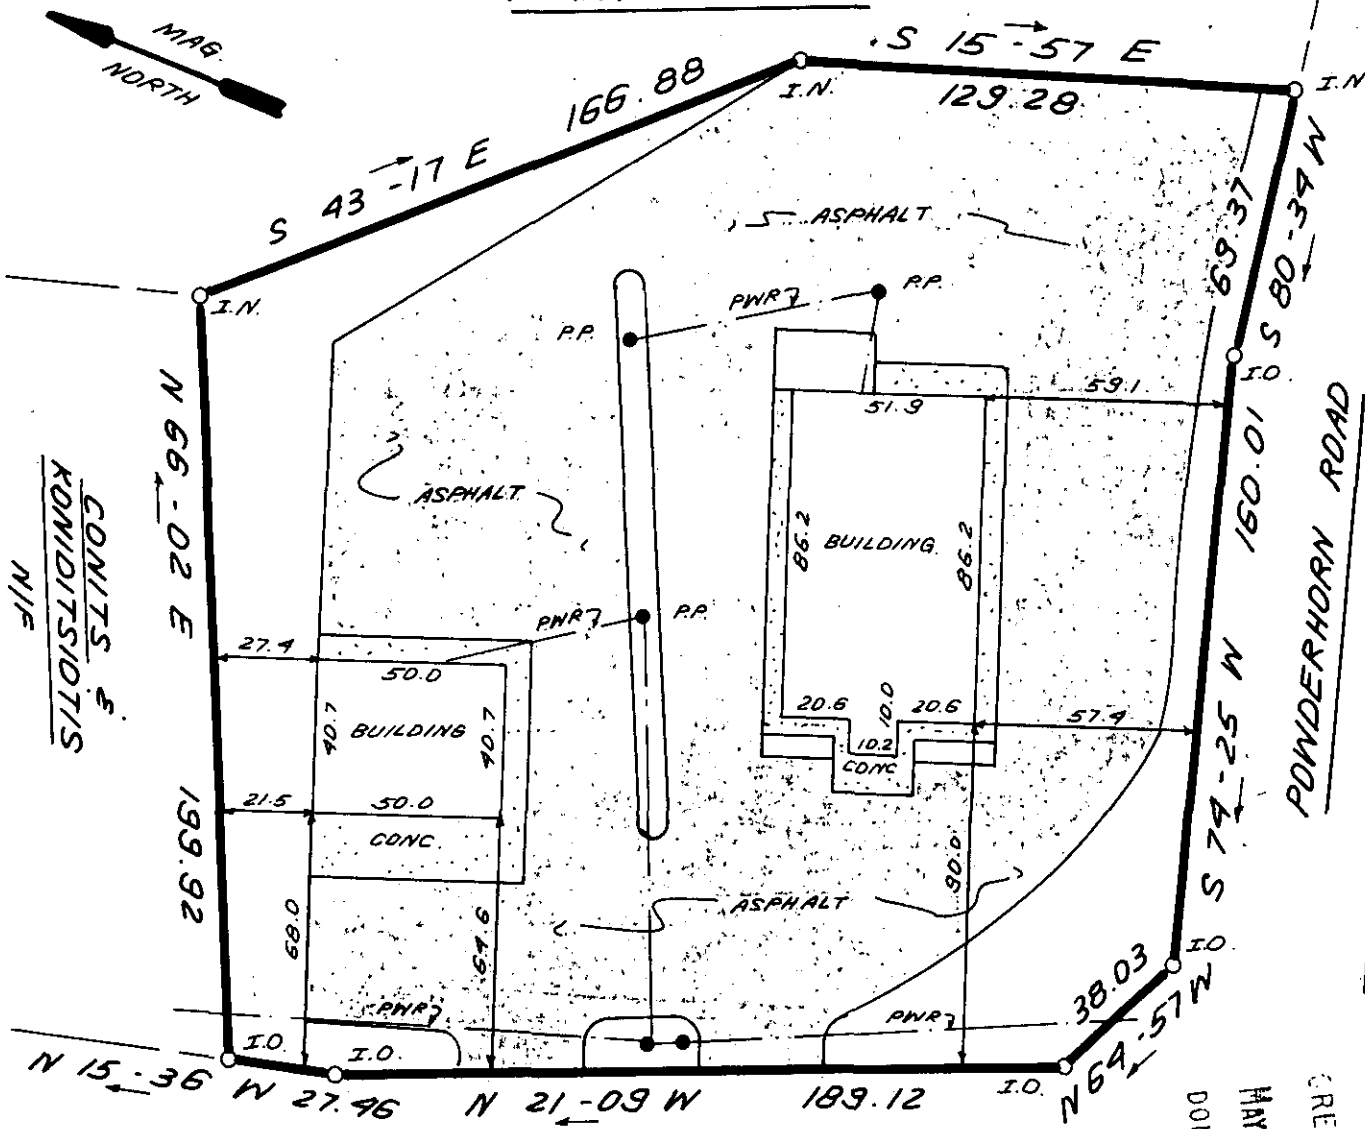 MAG.
NORTH
S 15-57 E
129.28
I.N.
I.N
S 43-17 E 166.88
I.N.
69.37
S 80-34 W
I.O.
ASPHALT
PWR
P.P.
P.P.
59.1
51.9
160.01
S 74-25 W
POWDERHORN ROAD
N 66-02 E
199.92
CONITS &
KONIDITSIOTIS
N/F
ASPHALT
86.2
BUILDING
86.2
PWR
P.P.
27.4
50.0
40.7
BUILDING
40.7
20.6
10.0
20.6
57.4
10.2
CONC
21.5
50.0
CONC.
68.0
64.6
90.0
ASPHALT
PWR
PWR
I.O.
38.03
N 64-57 W
I.O.
I.O.
I.O.
N 15-36 W 27.46
N 21-09 W 189.12
MAY